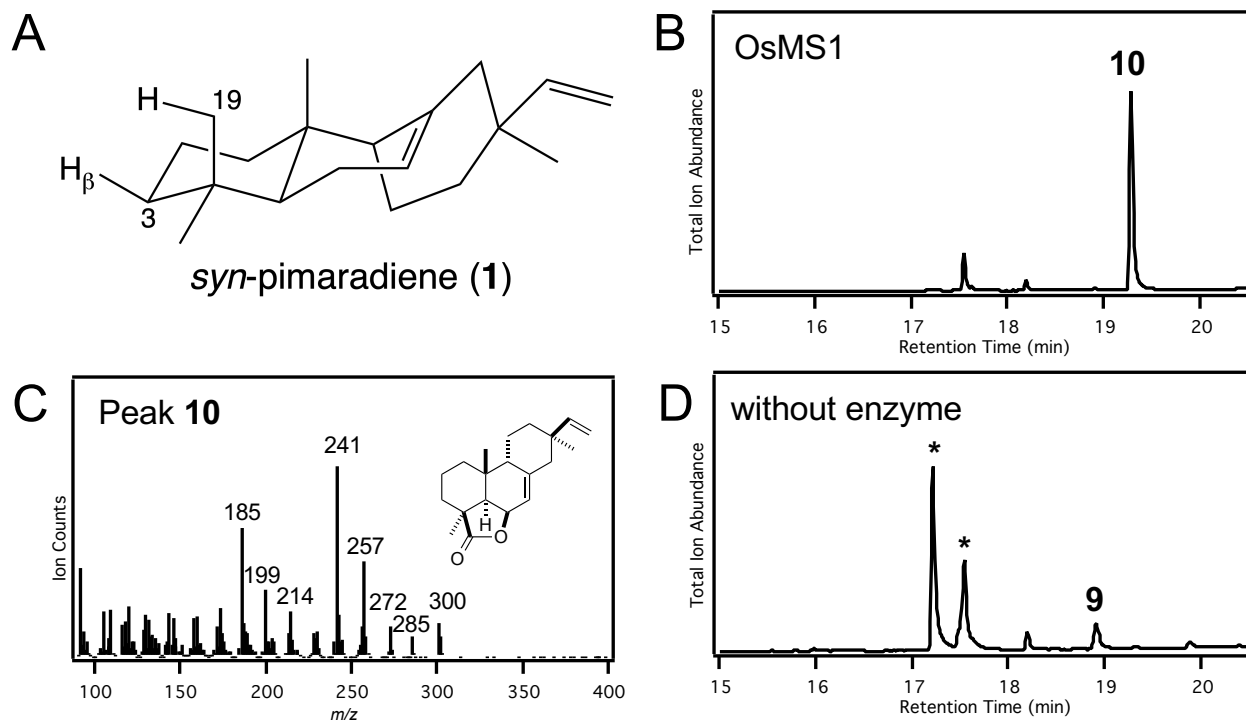 A
H
19
Hβ
3
syn-pimaradiene (1)
B
OsMS1
10
Total Ion Abundance
15 16 17 18 19 20
Retention Time (min)
C
Peak 10
241
185
257
199
214
272
285
300
H
O
O
Ion Counts
100 150 200 250 300 350 400
m/z
D
without enzyme
*
*
9
Total Ion Abundance
15 16 17 18 19 20
Retention Time (min)